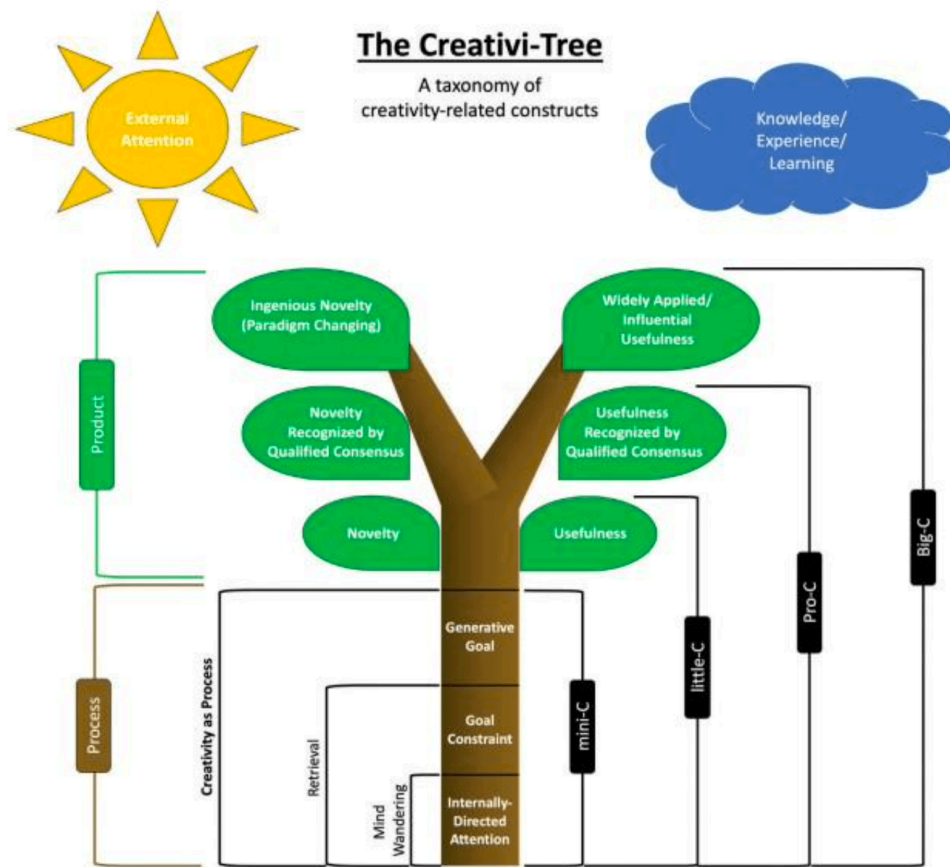 The Creativi-Tree
A taxonomy of
creativity-related constructs
External
Attention
Knowledge/
Experience/
Learning
Ingenious Novelty
(Paradigm Changing)
Widely Applied/
Influential
Usefulness
Novelty
Recognized by
Qualified Consensus
Usefulness
Recognized by
Qualified Consensus
Novelty
Usefulness
Generative
Goal
Goal
Constraint
Internally-
Directed
Attention
Product
Process
Creativity as Process
Retrieval
Mind
Wandering
mini-C
little-C
Pro-C
Big-C